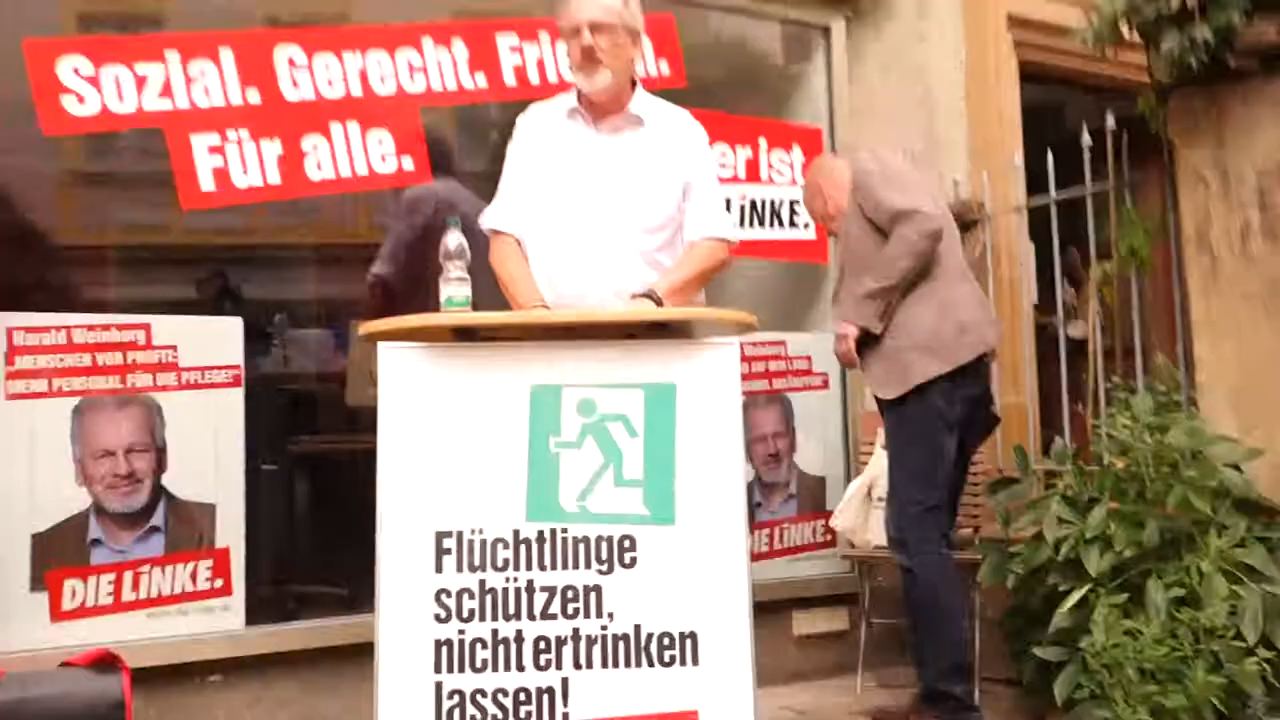 Sozial. Gerecht. Fri
Für alle.
er ist
LINKE.
Harald Weinberg
„MENSCHEN VOR PROFIT:
MEHR PERSONAL FÜR DIE PFLEGE!"
DIE LINKE.
Weinberg
DIE LINKE.
Flüchtlinge
schützen,
nicht ertrinken
lassen!